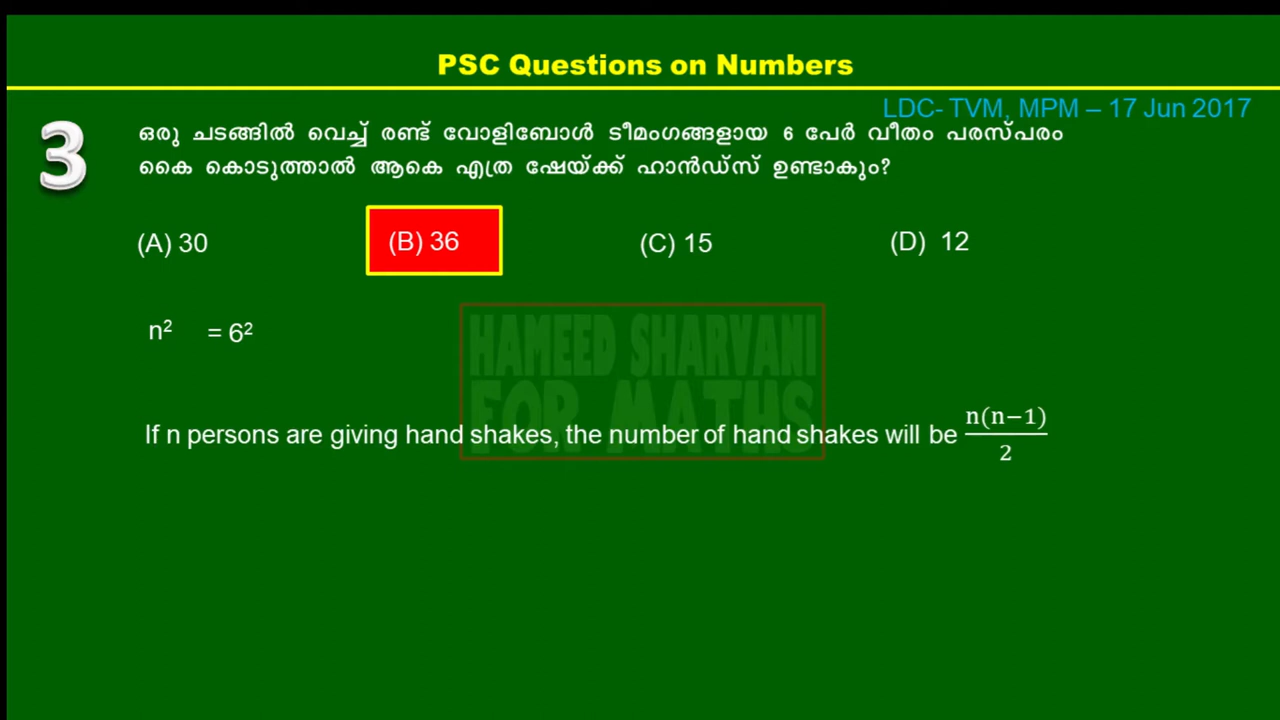 PSC Questions on Numbers
LDC- TVM, MPM – 17 Jun 2017
3
ഒരു ചടങ്ങിൽ വെച്ച് രണ്ട് വോളിബോൾ ടീമംഗങ്ങളായ 6 പേർ വീതം പരസ്പരം
കൈ കൊടുത്താൽ ആകെ എത്ര ഷേയ്ക്ക് ഹാൻഡ്സ് ഉണ്ടാകും?
(A) 30 (B) 36 (C) 15 (D) 12
n² = 6²
HAMEED SHARVANI
FOR MATHS
If n persons are giving hand shakes, the number of hand shakes will be n(n−1)/2